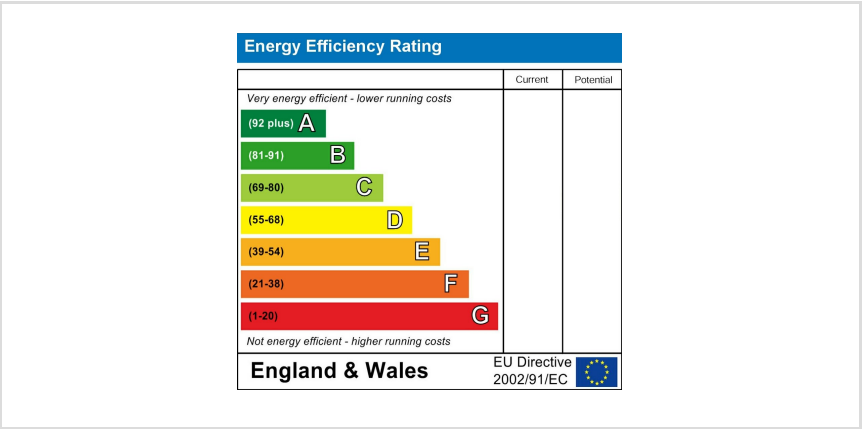 Energy Efficiency Rating
Current Potential
Very energy efficient - lower running costs
(92 plus) A
(81-91) B
(69-80) C
(55-68) D
(39-54) E
(21-38) F
(1-20) G
Not energy efficient - higher running costs
England & Wales
EU Directive
2002/91/EC